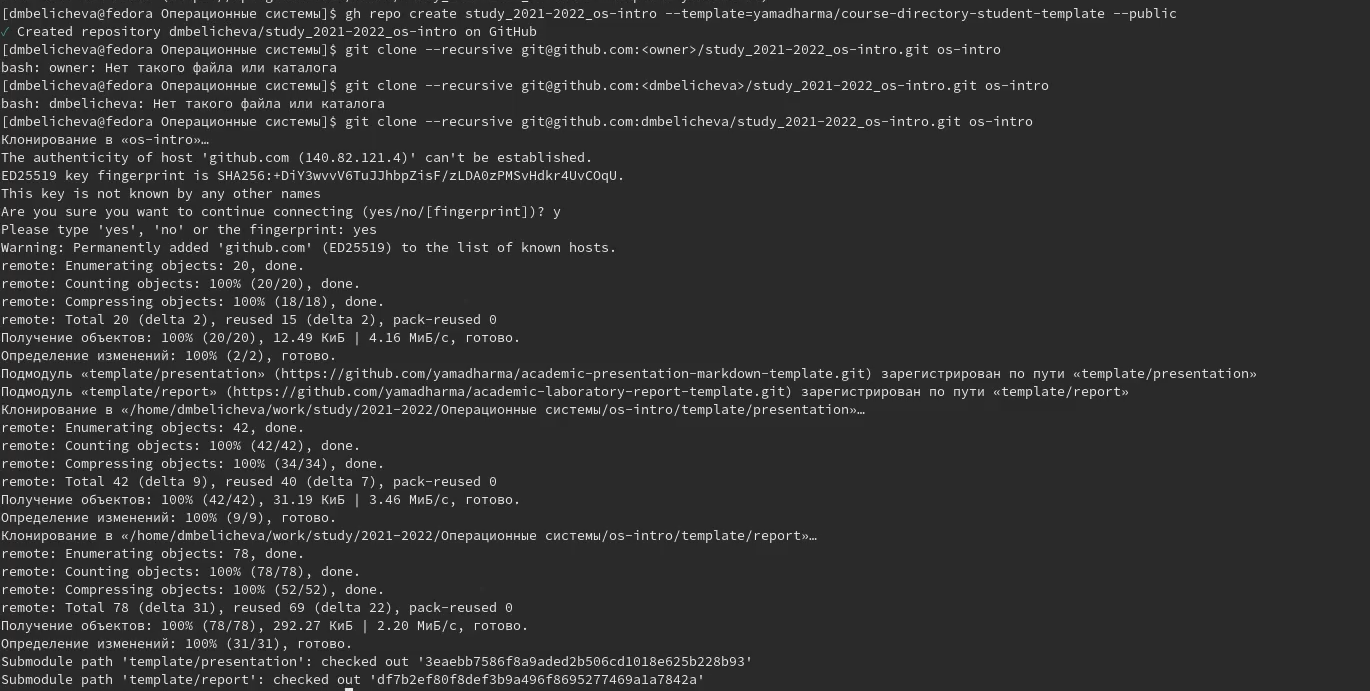 [dmbelicheva@fedora Операционные системы]$ gh repo create study_2021-2022_os-intro --template=yamadharma/course-directory-student-template --public
✓ Created repository dmbelicheva/study_2021-2022_os-intro on GitHub
[dmbelicheva@fedora Операционные системы]$ git clone --recursive git@github.com:<owner>/study_2021-2022_os-intro.git os-intro
bash: owner: Нет такого файла или каталога
[dmbelicheva@fedora Операционные системы]$ git clone --recursive git@github.com:<dmbelicheva>/study_2021-2022_os-intro.git os-intro
bash: dmbelicheva: Нет такого файла или каталога
[dmbelicheva@fedora Операционные системы]$ git clone --recursive git@github.com:dmbelicheva/study_2021-2022_os-intro.git os-intro
Клонирование в «os-intro»…
The authenticity of host 'github.com (140.82.121.4)' can't be established.
ED25519 key fingerprint is SHA256:+DiY3wvvV6TuJJhbpZisF/zLDA0zPMSvHdkr4UvCOqU.
This key is not known by any other names
Are you sure you want to continue connecting (yes/no/[fingerprint])? y
Please type 'yes', 'no' or the fingerprint: yes
Warning: Permanently added 'github.com' (ED25519) to the list of known hosts.
remote: Enumerating objects: 20, done.
remote: Counting objects: 100% (20/20), done.
remote: Compressing objects: 100% (18/18), done.
remote: Total 20 (delta 2), reused 15 (delta 2), pack-reused 0
Получение объектов: 100% (20/20), 12.49 КиБ | 4.16 МиБ/с, готово.
Определение изменений: 100% (2/2), готово.
Подмодуль «template/presentation» (https://github.com/yamadharma/academic-presentation-markdown-template.git) зарегистрирован по пути «template/presentation»
Подмодуль «template/report» (https://github.com/yamadharma/academic-laboratory-report-template.git) зарегистрирован по пути «template/report»
Клонирование в «/home/dmbelicheva/work/study/2021-2022/Операционные системы/os-intro/template/presentation»…
remote: Enumerating objects: 42, done.
remote: Counting objects: 100% (42/42), done.
remote: Compressing objects: 100% (34/34), done.
remote: Total 42 (delta 9), reused 40 (delta 7), pack-reused 0
Получение объектов: 100% (42/42), 31.19 КиБ | 3.46 МиБ/с, готово.
Определение изменений: 100% (9/9), готово.
Клонирование в «/home/dmbelicheva/work/study/2021-2022/Операционные системы/os-intro/template/report»…
remote: Enumerating objects: 78, done.
remote: Counting objects: 100% (78/78), done.
remote: Compressing objects: 100% (52/52), done.
remote: Total 78 (delta 31), reused 69 (delta 22), pack-reused 0
Получение объектов: 100% (78/78), 292.27 КиБ | 2.20 МиБ/с, готово.
Определение изменений: 100% (31/31), готово.
Submodule path 'template/presentation': checked out '3eaebb7586f8a9aded2b506cd1018e625b228b93'
Submodule path 'template/report': checked out 'df7b2ef80f8def3b9a496f8695277469a1a7842a'